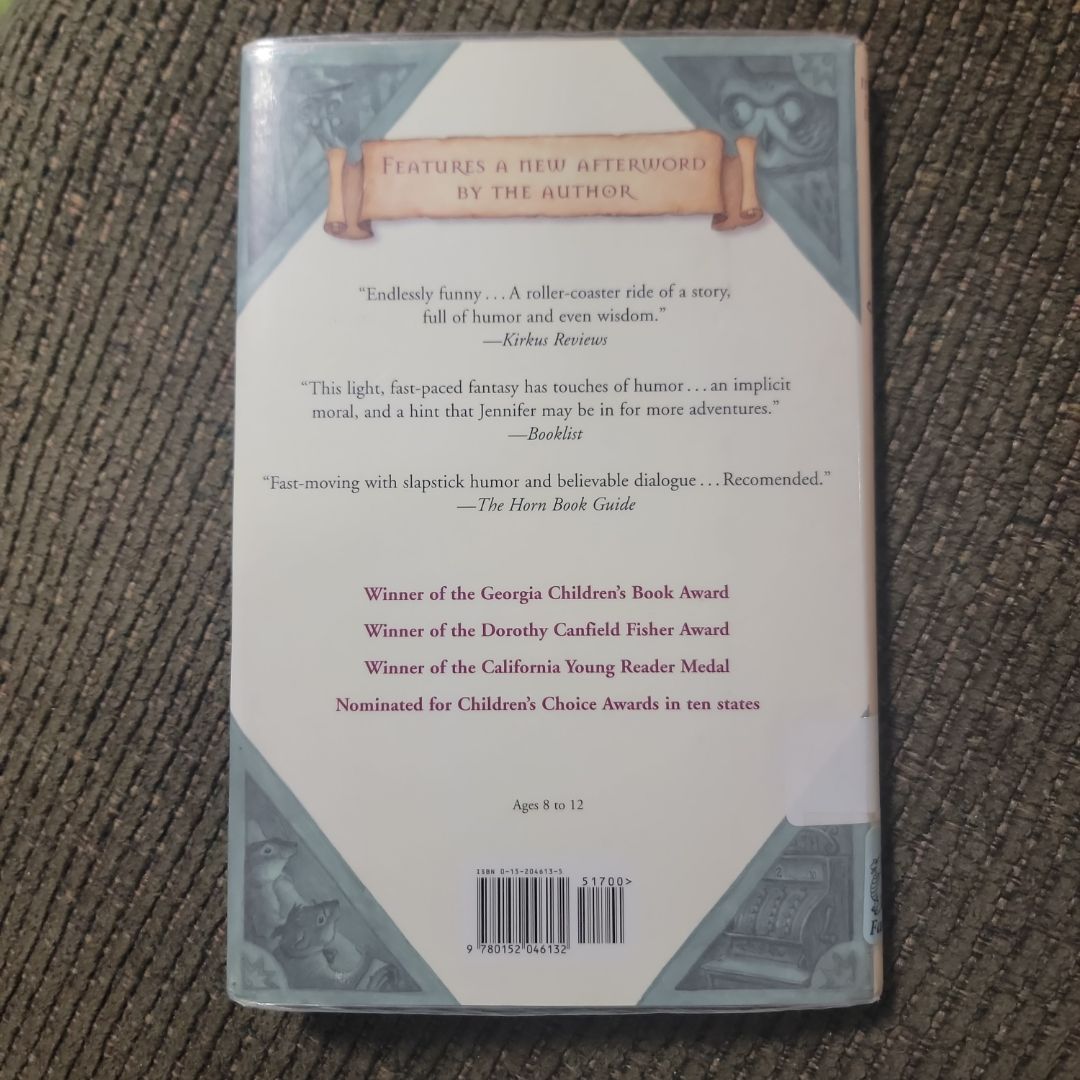 FEATURES A NEW AFTERWORD
BY THE AUTHOR
“Endlessly funny...A roller-coaster ride of a story,
full of humor and even wisdom.”
—Kirkus Reviews
“This light, fast-paced fantasy has touches of humor...an implicit
moral, and a hint that Jennifer may be in for more adventures.”
—Booklist
“Fast-moving with slapstick humor and believable dialogue...Recomended.”
—The Horn Book Guide
Winner of the Georgia Children’s Book Award
Winner of the Dorothy Canfield Fisher Award
Winner of the California Young Reader Medal
Nominated for Children’s Choice Awards in ten states
Ages 8 to 12
ISBN 0-15-204613-5
51700>
9 780152 046132